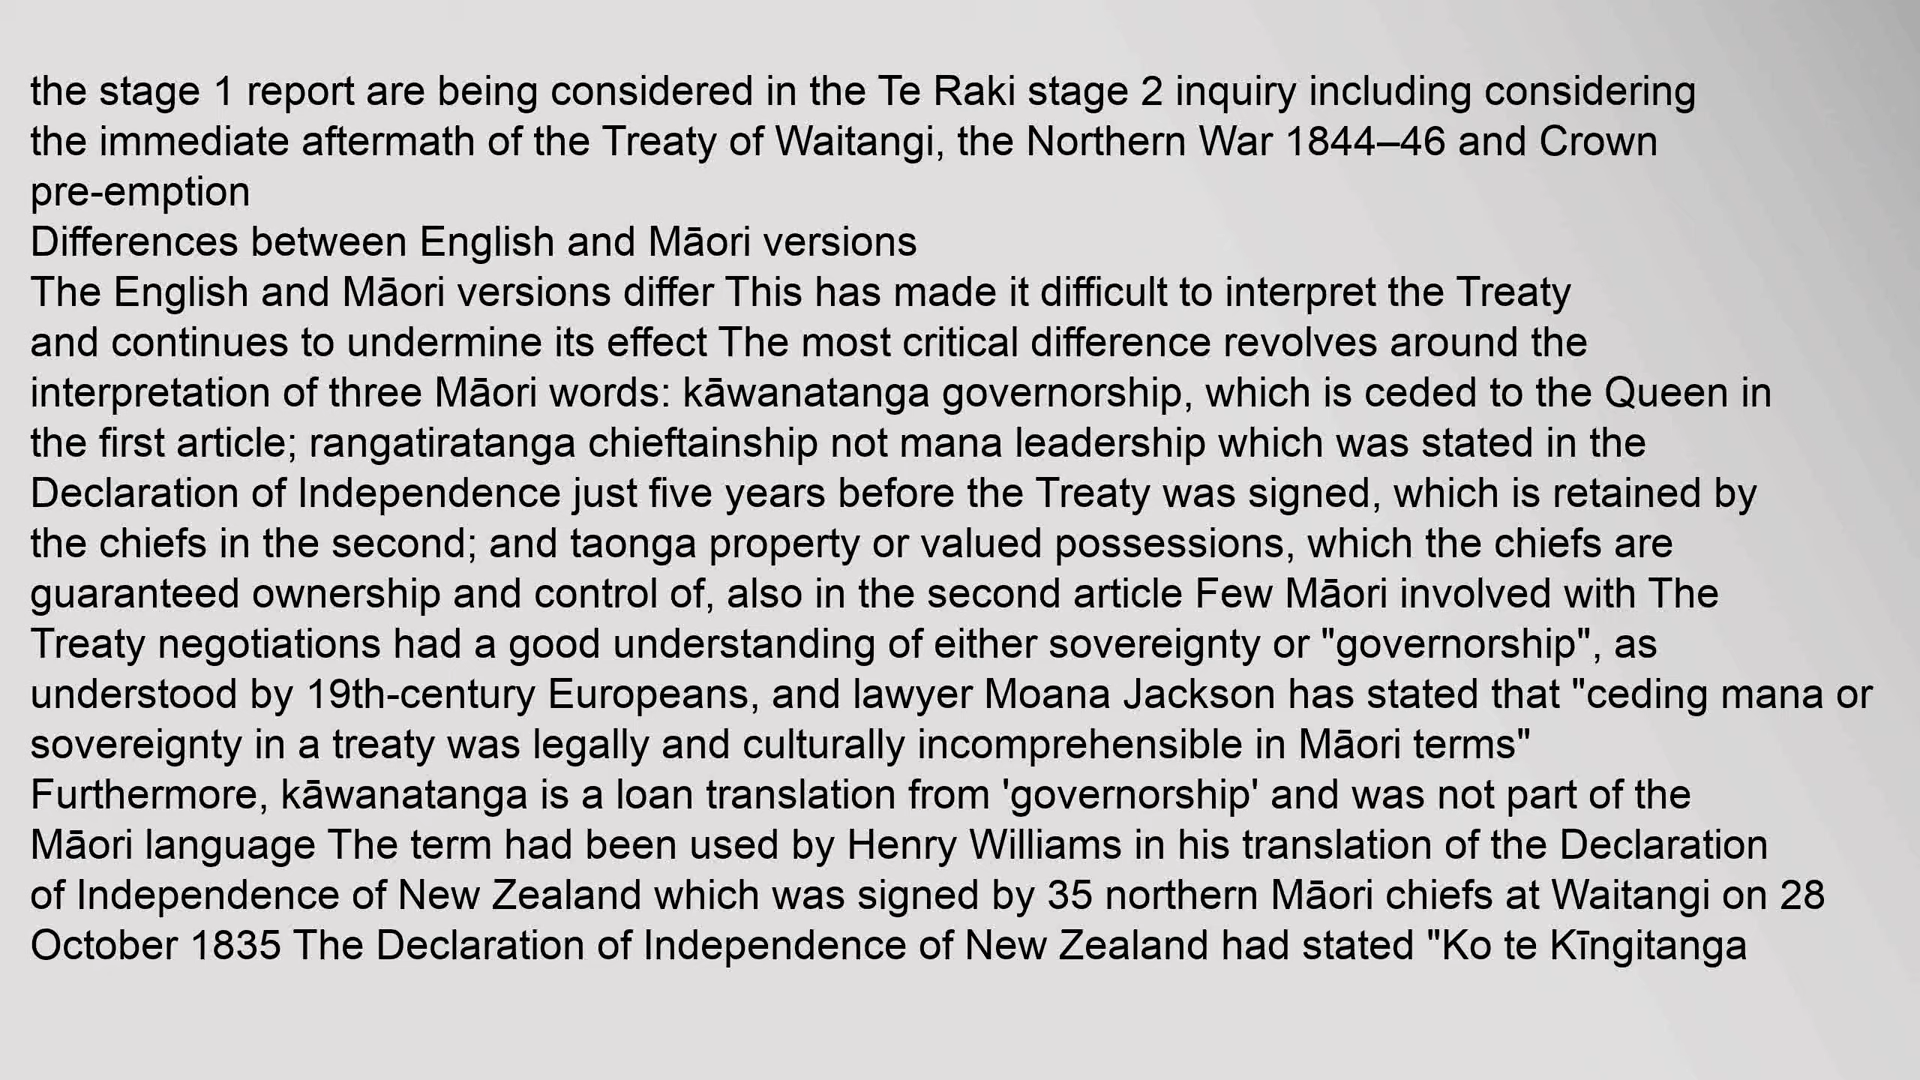 the stage 1 report are being considered in the Te Raki stage 2 inquiry including considering
the immediate aftermath of the Treaty of Waitangi, the Northern War 1844–46 and Crown
pre-emption
Differences between English and Māori versions
The English and Māori versions differ This has made it difficult to interpret the Treaty
and continues to undermine its effect The most critical difference revolves around the
interpretation of three Māori words: kāwanatanga governorship, which is ceded to the Queen in
the first article; rangatiratanga chieftainship not mana leadership which was stated in the
Declaration of Independence just five years before the Treaty was signed, which is retained by
the chiefs in the second; and taonga property or valued possessions, which the chiefs are
guaranteed ownership and control of, also in the second article Few Māori involved with The
Treaty negotiations had a good understanding of either sovereignty or "governorship", as
understood by 19th-century Europeans, and lawyer Moana Jackson has stated that "ceding mana or
sovereignty in a treaty was legally and culturally incomprehensible in Māori terms"
Furthermore, kāwanatanga is a loan translation from 'governorship' and was not part of the
Māori language The term had been used by Henry Williams in his translation of the Declaration
of Independence of New Zealand which was signed by 35 northern Māori chiefs at Waitangi on 28
October 1835 The Declaration of Independence of New Zealand had stated "Ko te Kīngitanga